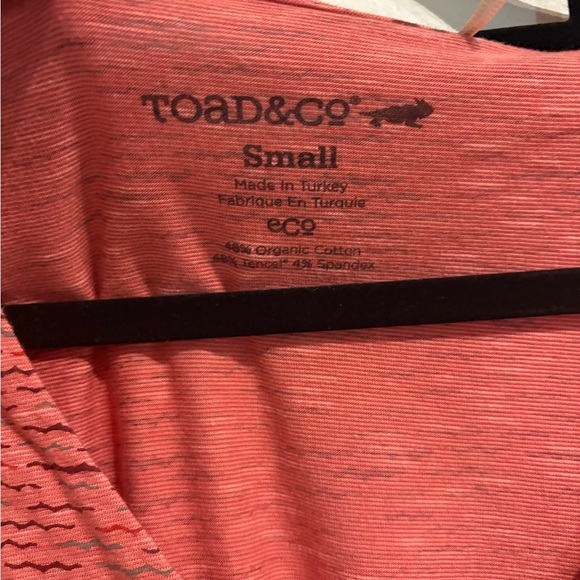 TOAD&CO®
Small
Made In Turkey
Fabrique En Turquie
eCO
48% Organic Cotton
48% Tencel® 4% Spandex